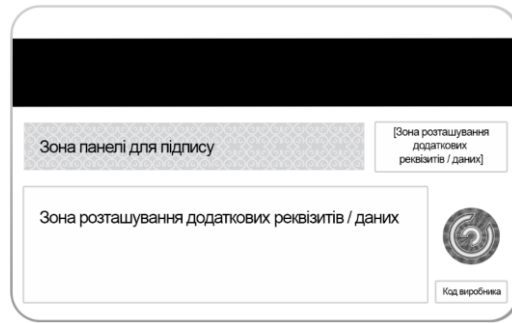 Зона панелі для підпису
[Зона розташування
додаткових
реквізитів / даних]
Зона розташування додаткових реквізитів / даних
Код виробника